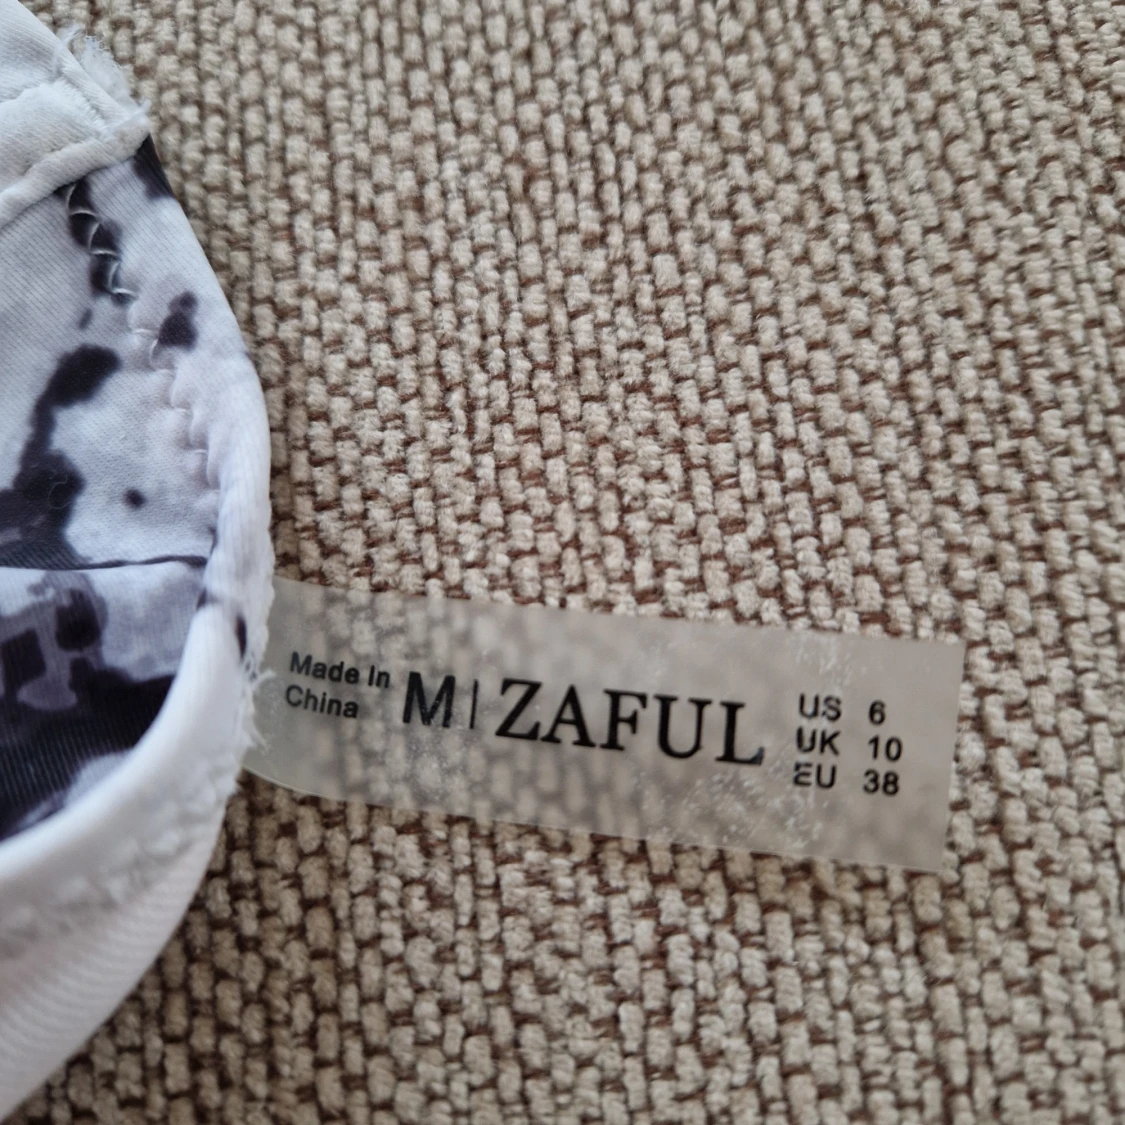 Made In
China
M | ZAFUL
US 6
UK 10
EU 38